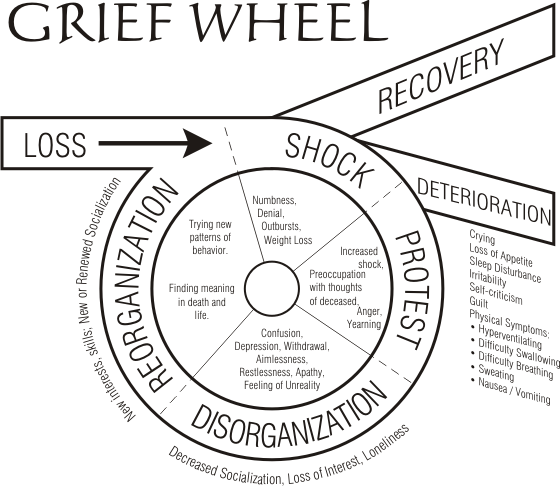 GRIEF WHEEL
RECOVERY
LOSS
SHOCK
DETERIORATION
PROTEST
DISORGANIZATION
REORGANIZATION
Numbness,
Denial,
Outbursts,
Weight Loss
Increased
shock,
Preoccupation
with thoughts
of deceased,
Anger,
Yearning
Confusion,
Depression, Withdrawal,
Aimlessness,
Restlessness, Apathy,
Feeling of Unreality
Finding meaning
in death and
life.
Trying new
patterns of
behavior.
New interests, skills; New or Renewed Socialization
Decreased Socialization, Loss of Interest, Loneliness
Crying
Loss of Appetite
Sleep Disturbance
Irritability
Self-criticism
Guilt
Physical Symptoms:
• Hyperventilating
• Difficulty Swallowing
• Difficulty Breathing
• Sweating
• Nausea / Vomiting